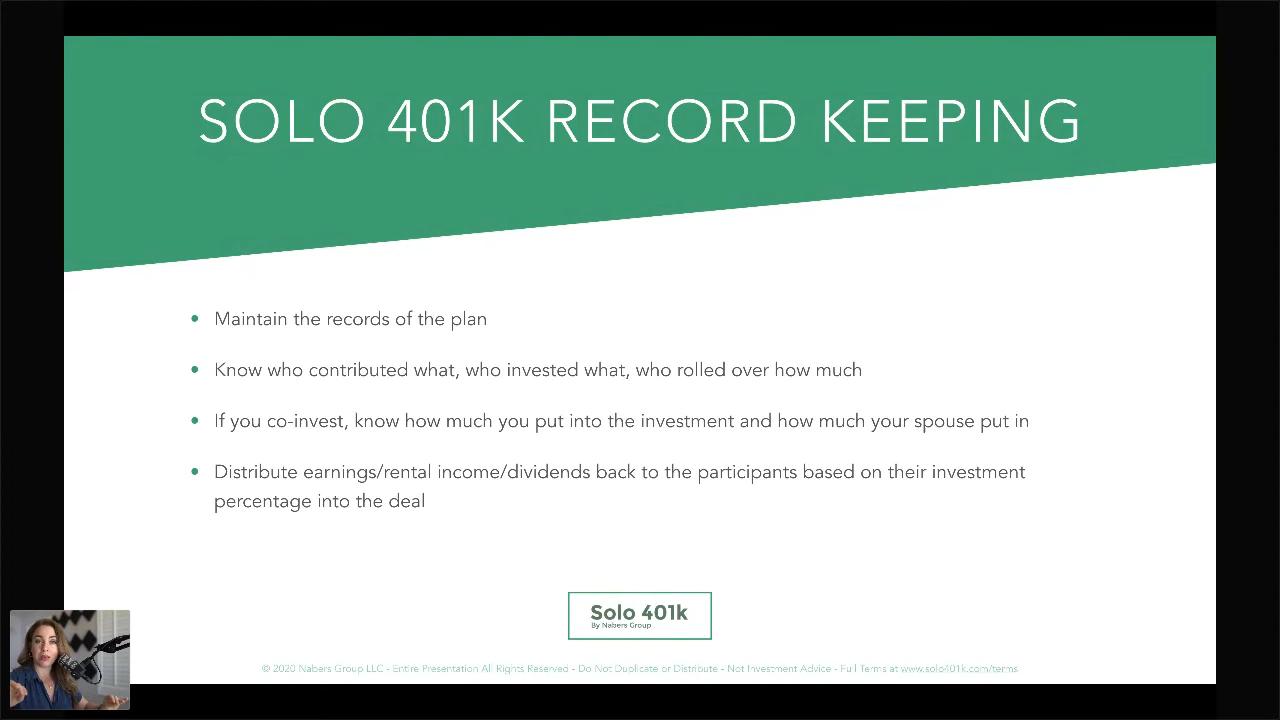 SOLO 401K RECORD KEEPING
• Maintain the records of the plan
• Know who contributed what, who invested what, who rolled over how much
• If you co-invest, know how much you put into the investment and how much your spouse put in
• Distribute earnings/rental income/dividends back to the participants based on their investment
percentage into the deal
Solo 401k
By Nabers Group
© 2020 Nabers Group LLC - Entire Presentation All Rights Reserved - Do Not Duplicate or Distribute - Not Investment Advice - Full Terms at www.solo401k.com/terms